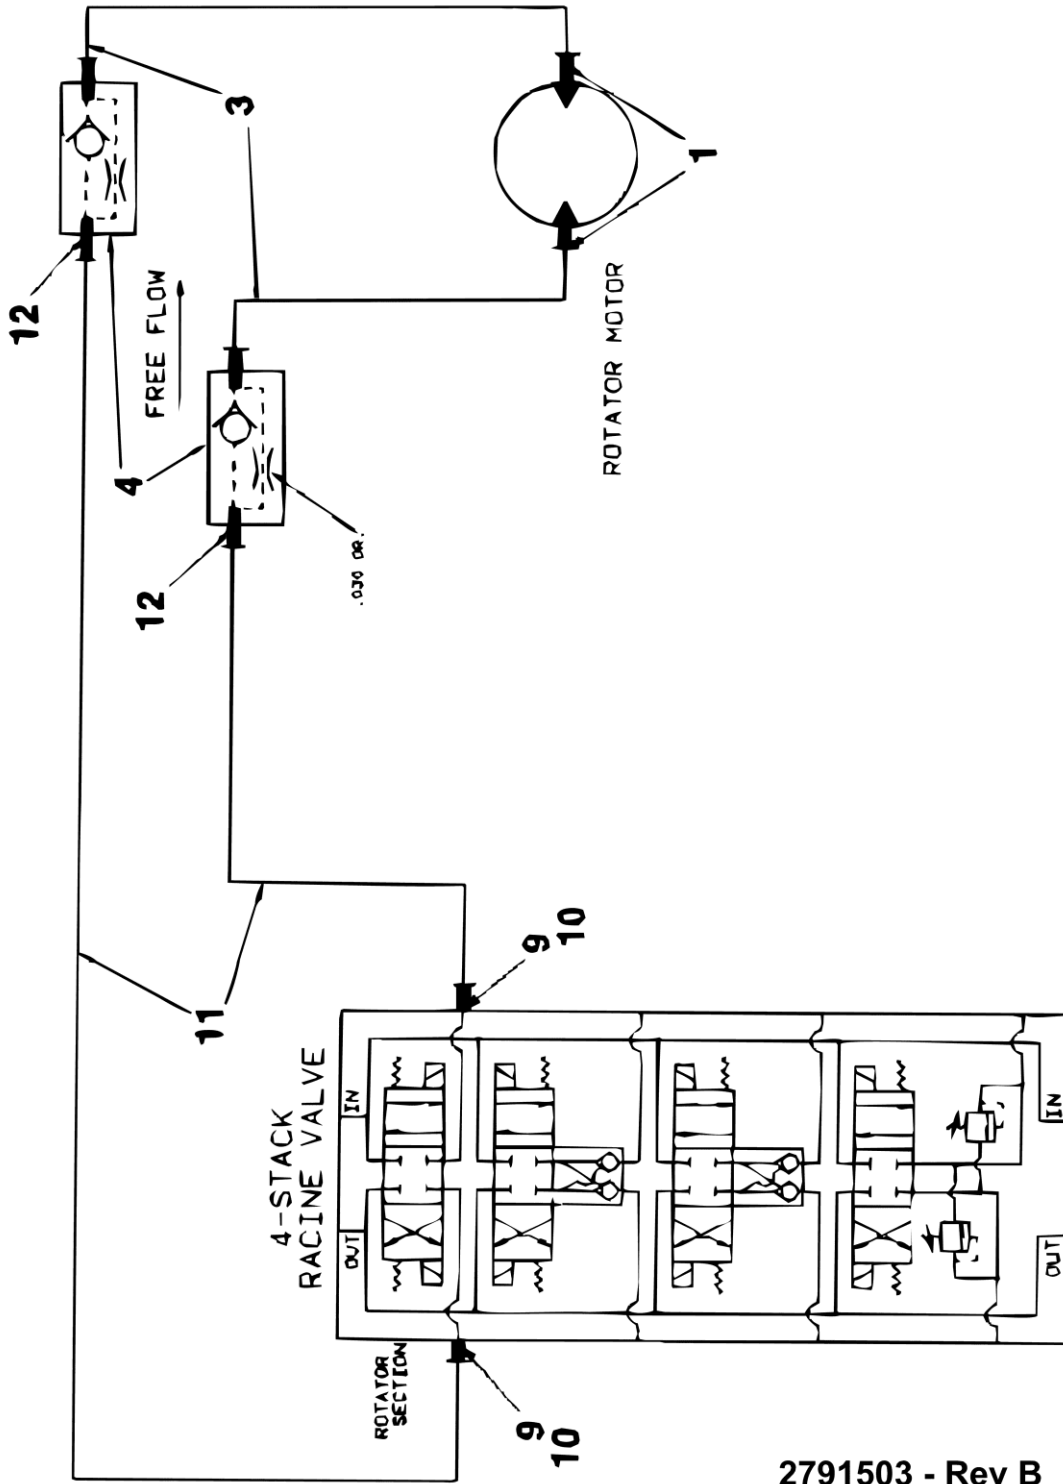 3
1
12
FREE FLOW
4
12
.030 DR.
ROTATOR MOTOR
11
9
10
4-STACK
RACINE VALVE
IN
OUT
IN
OUT
ROTATOR
SECTION
9
10
2791503 - Rev B